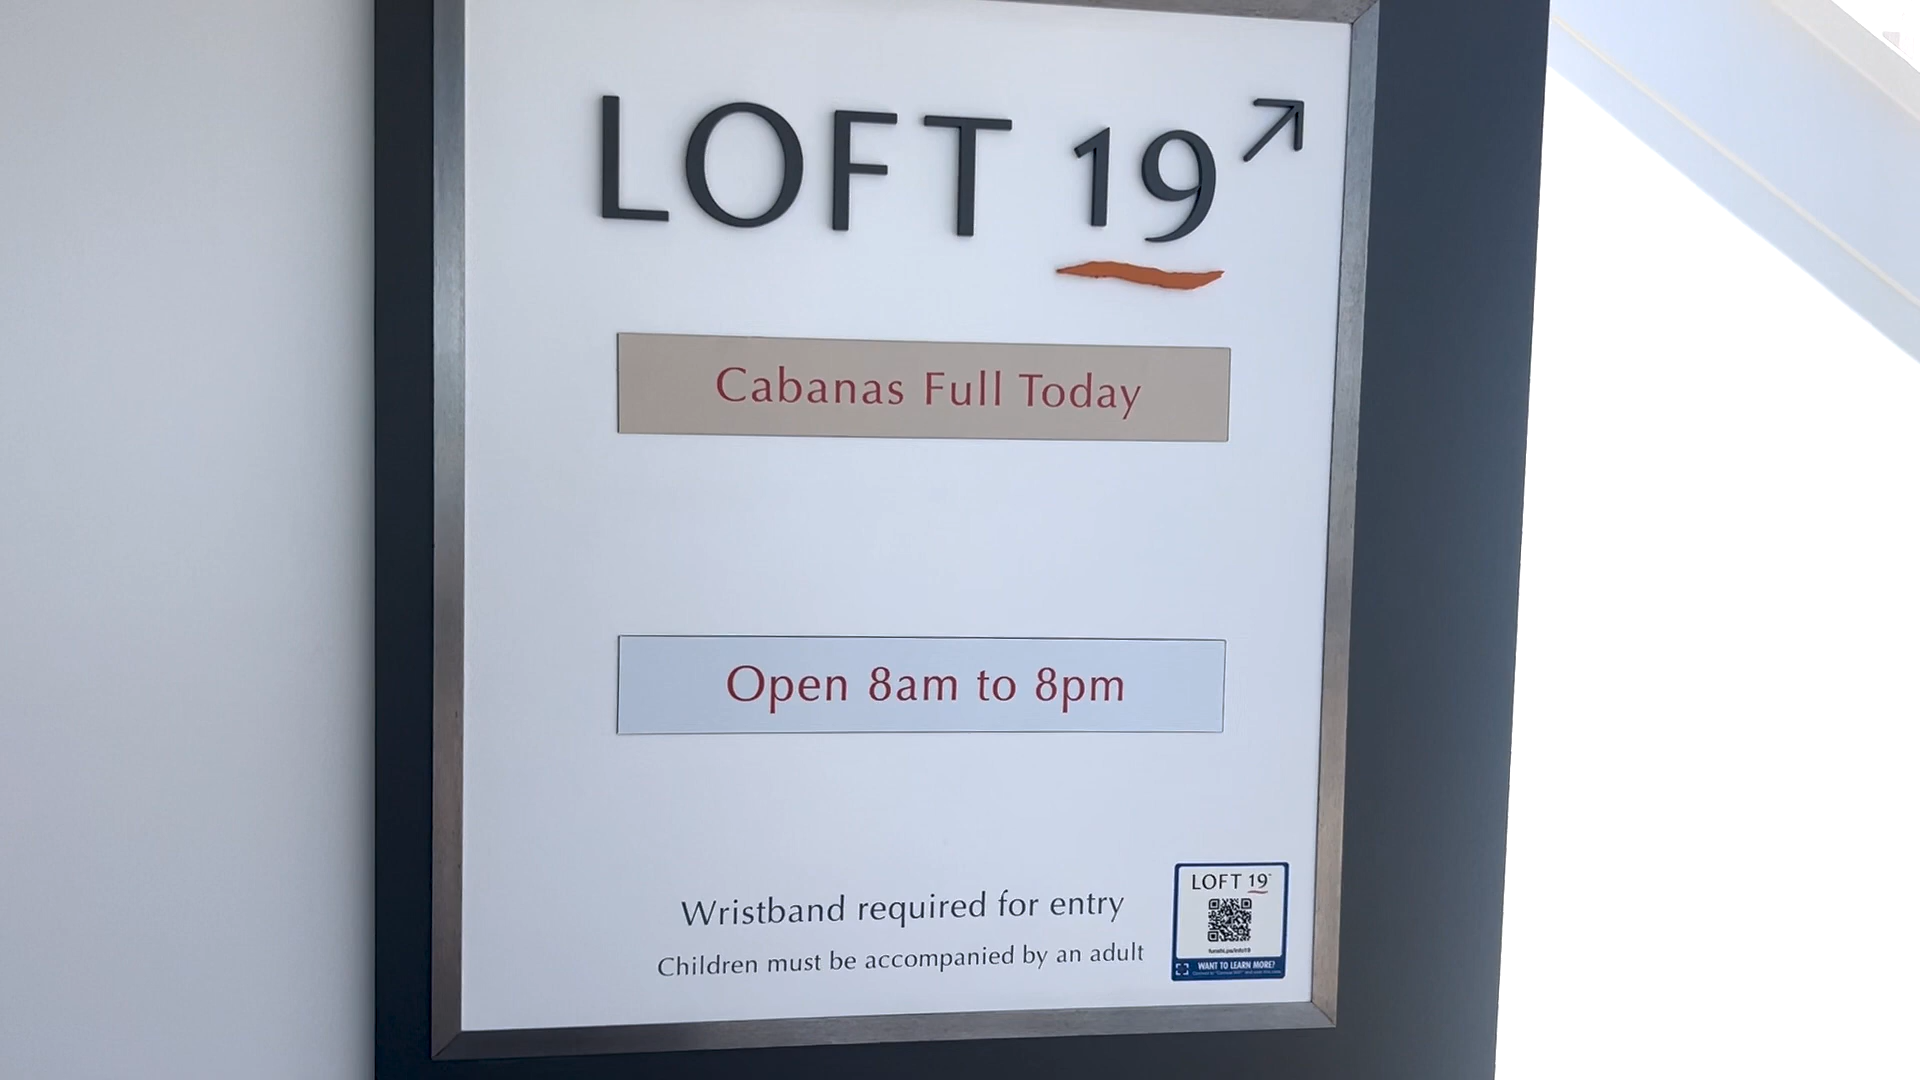 LOFT 19
Cabanas Full Today
Open 8am to 8pm
Wristband required for entry
Children must be accompanied by an adult
LOFT 19
WANT TO LEARN MORE?